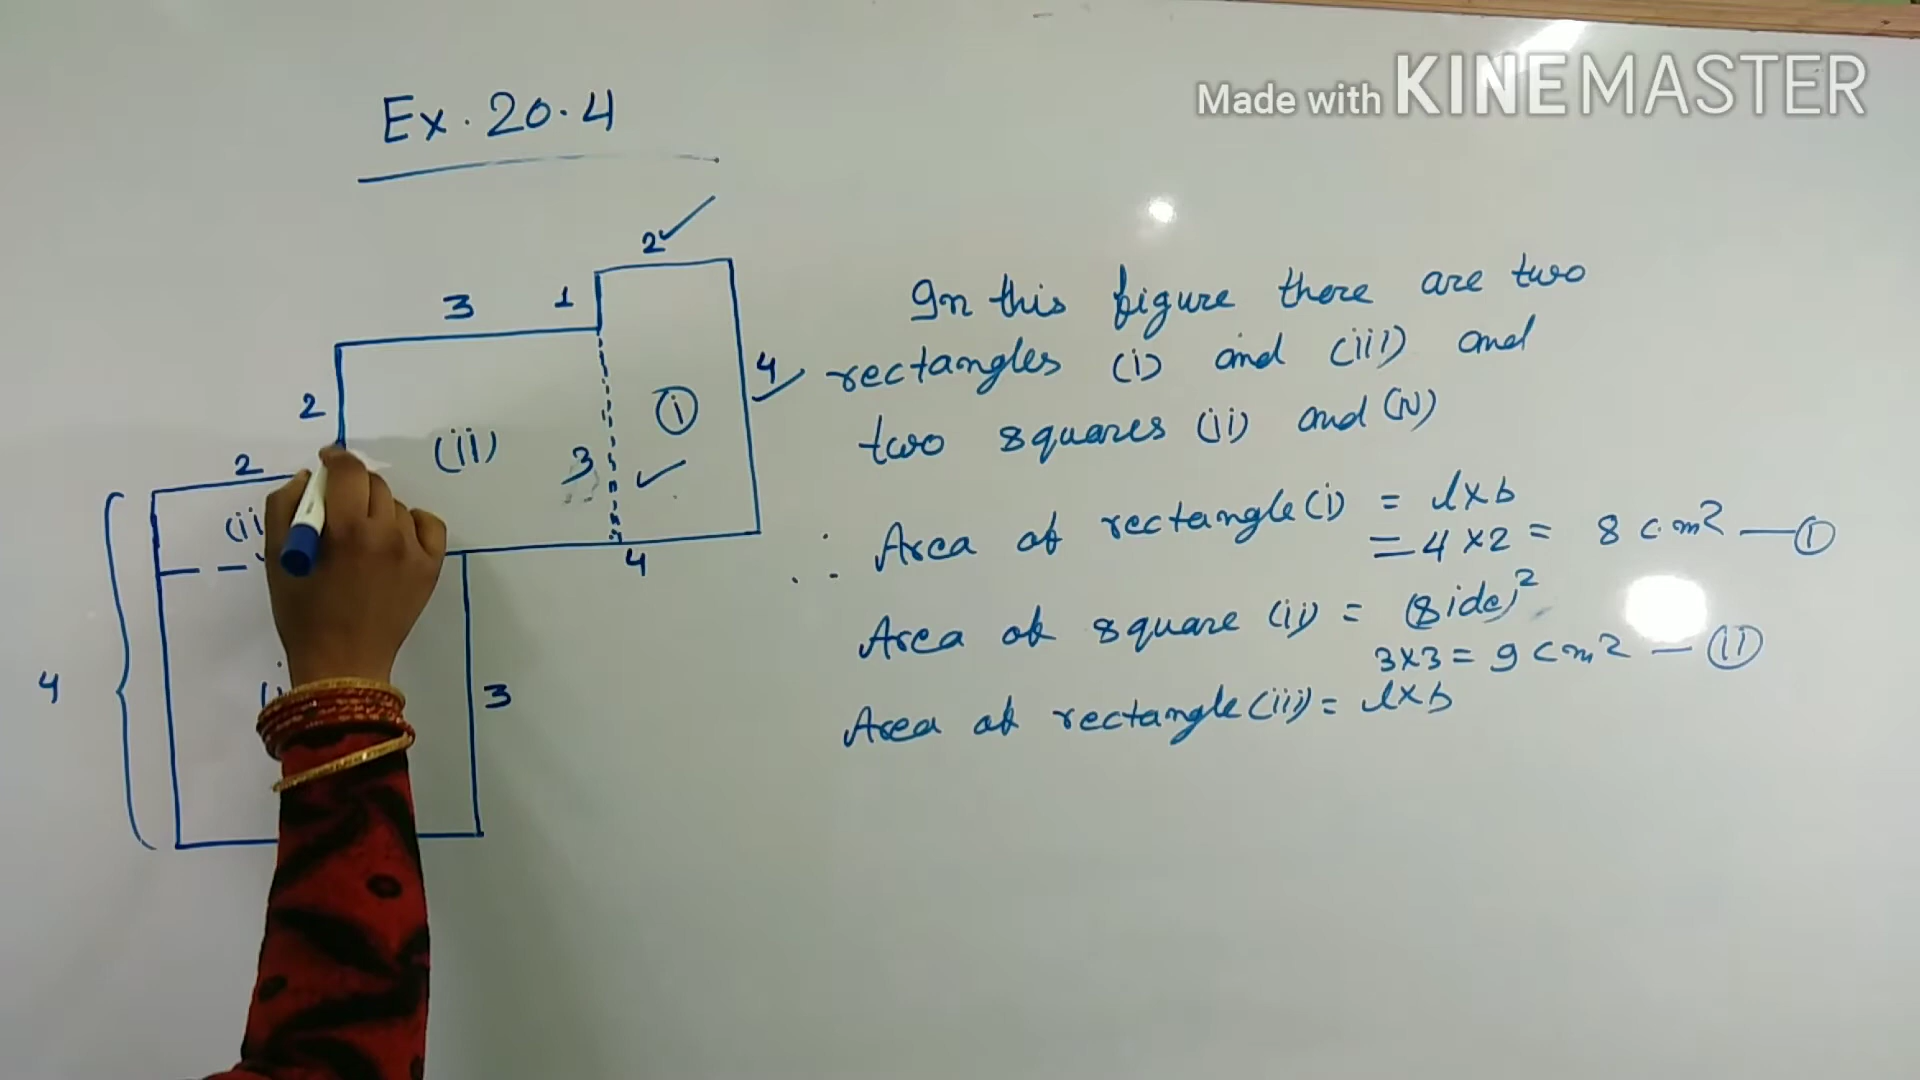 Made with KINEMASTER
Ex. 20.4
2
3
1
2
4
(i)
(ii)
3
2
4
4
3
In this figure there are two
rectangles (i) and (iii) and
two squares (ii) and (iv)
∴ Area of rectangle (i) = l×b
= 4×2 = 8 cm2 — (I)
Area of square (ii) = (side)²
3×3 = 9 cm2 — (II)
Area of rectangle (iii) = l×b